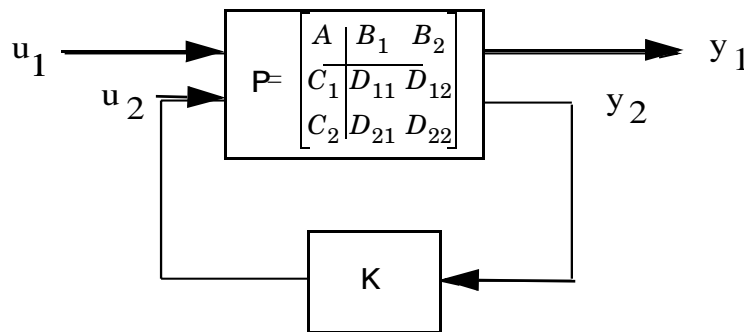 u₁
u₂
P=
A B₁ B₂
C₁ D₁₁ D₁₂
C₂ D₂₁ D₂₂
y₁
y₂
K